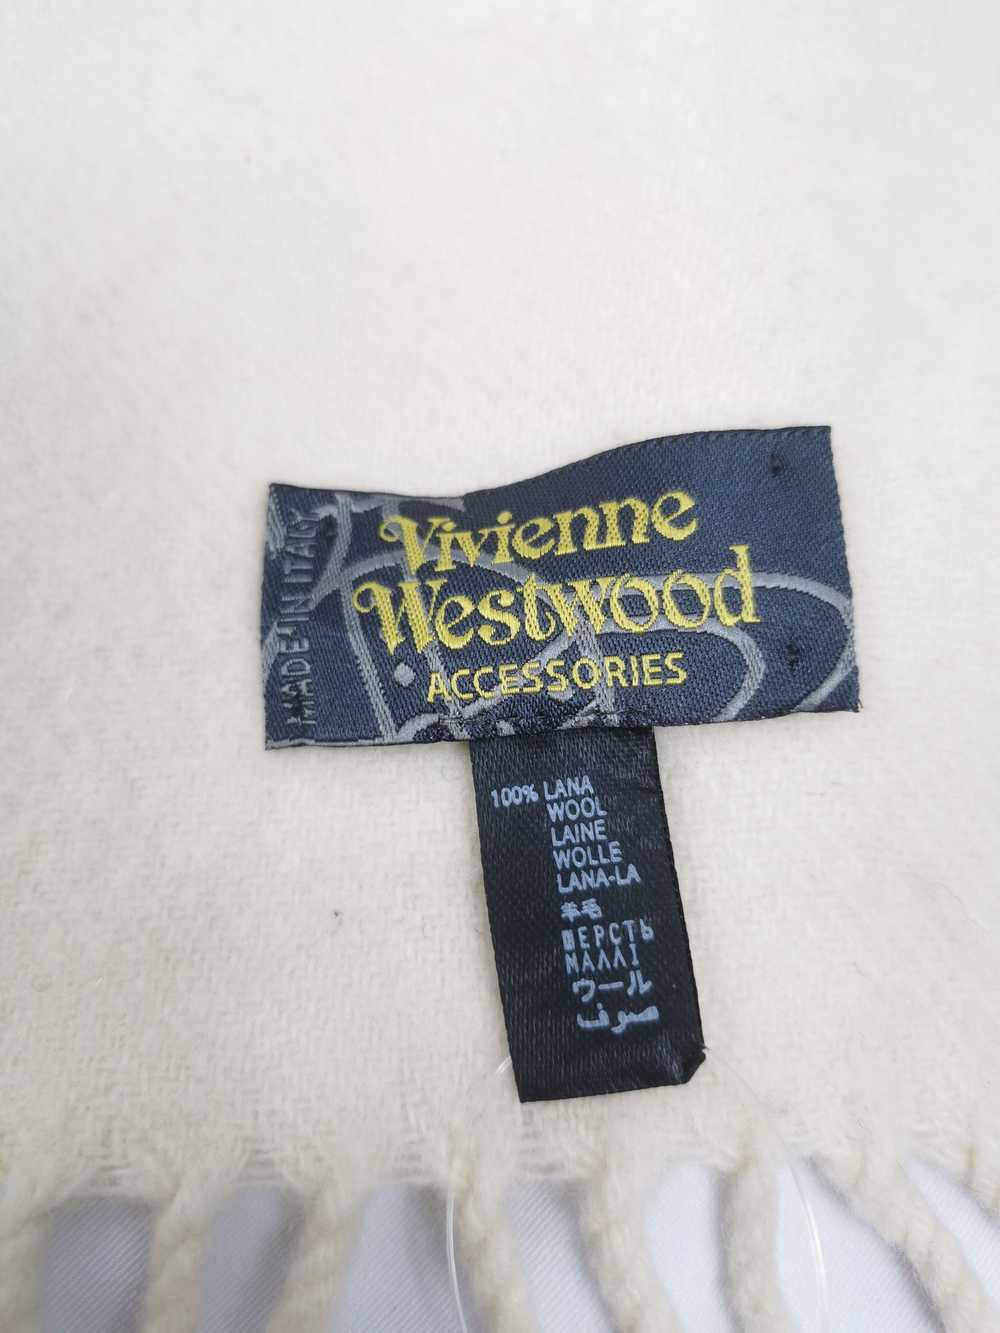 MADE IN ITALY
Vivienne
Westwood
ACCESSORIES
100% LANA
WOOL
LAINE
WOLLE
LANA-LA
羊毛
ШЕРСТЬ
ΜΑΛΛΙ
ウール
صوف